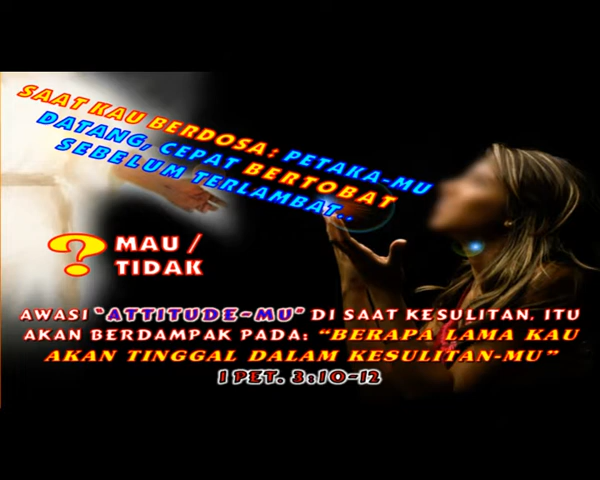 SAAT KAU BERDOSA: PETAKA-MU
DATANG, CEPAT BERTOBAT
SEBELUM TERLAMBAT..
? MAU /
TIDAK
AWASI "ATTITUDE-MU" DI SAAT KESULITAN, ITU
AKAN BERDAMPAK PADA: "BERAPA LAMA KAU
AKAN TINGGAL DALAM KESULITAN-MU"
1 PET. 3:10-12